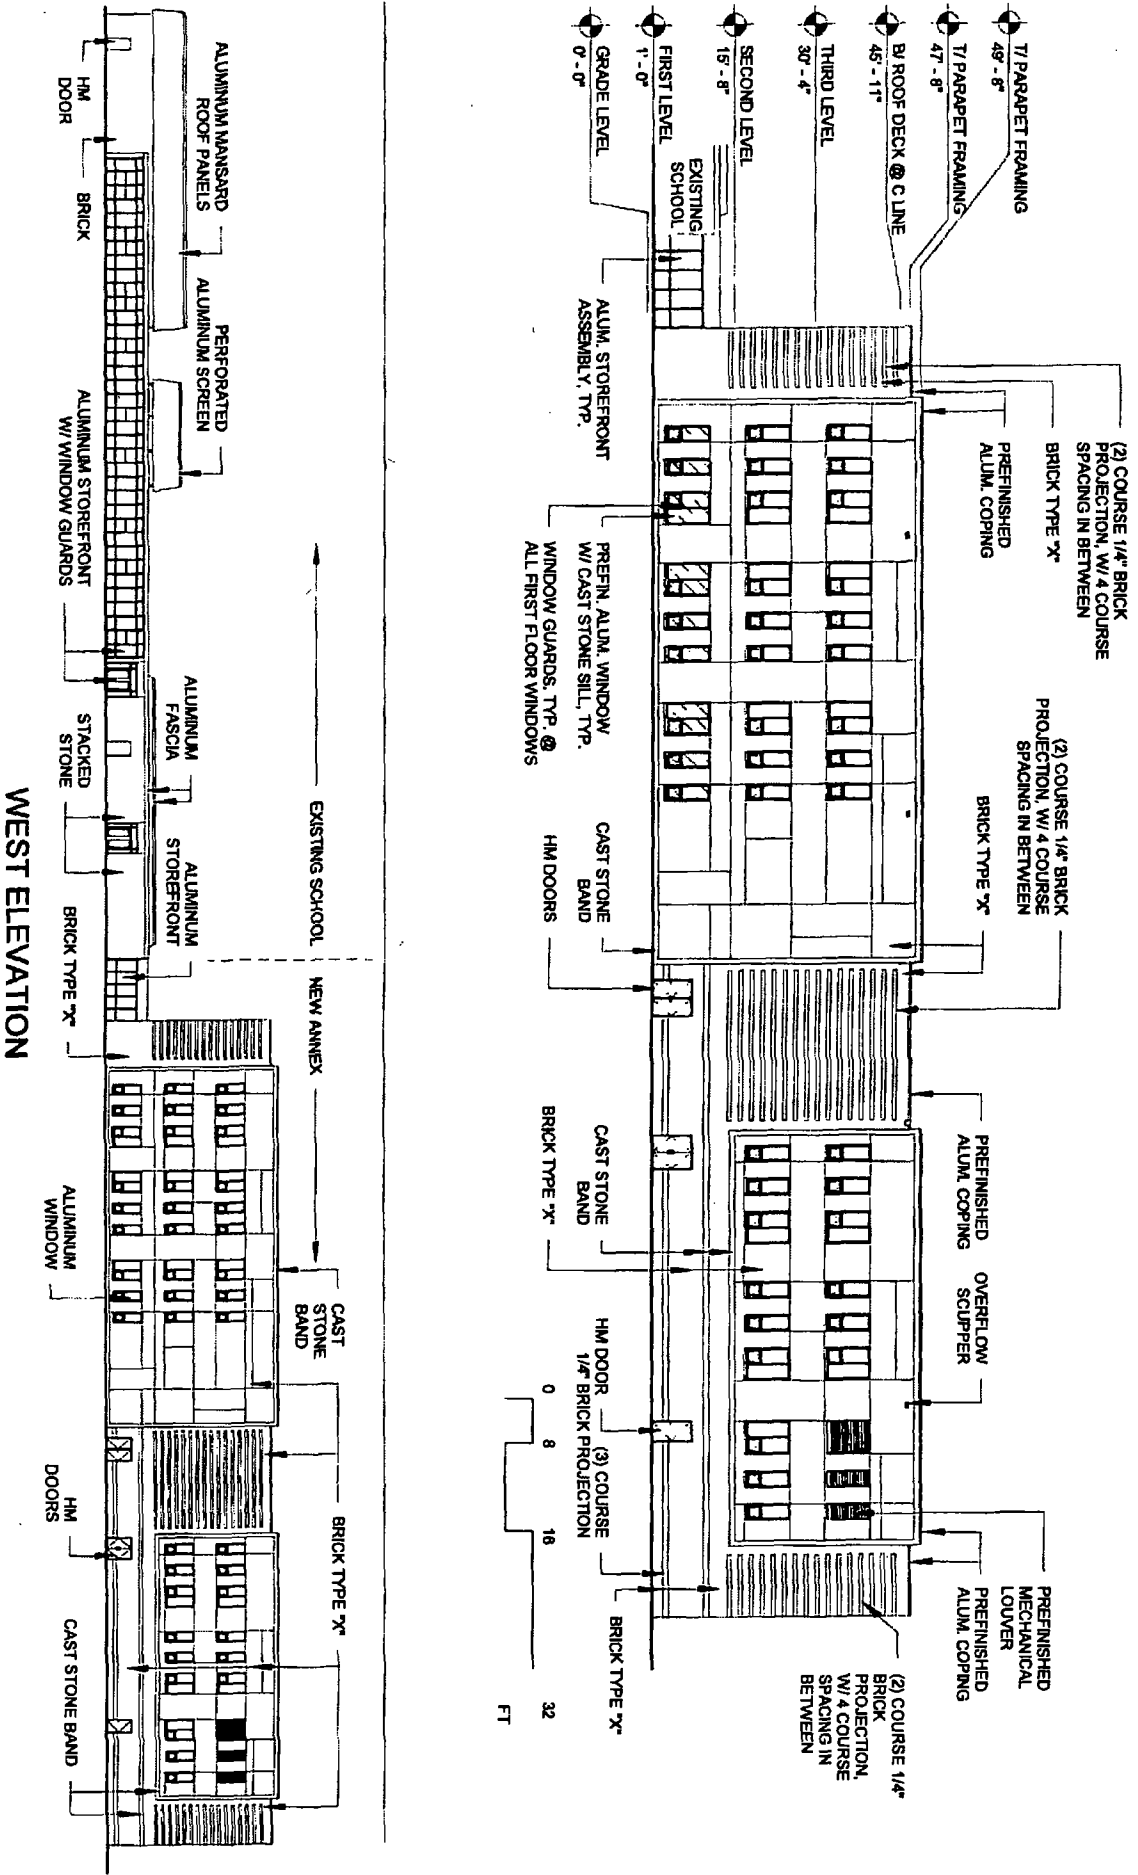 T/ PARAPET FRAMING
49' - 8"
T/ PARAPET FRAMING
47' - 8"
B/ ROOF DECK @ C LINE
45' - 11"
THIRD LEVEL
30' - 4"
SECOND LEVEL
15' - 8"
FIRST LEVEL
1' - 0"
GRADE LEVEL
0' - 0"
EXISTING
SCHOOL
(2) COURSE 1/4" BRICK
PROJECTION, W/ 4 COURSE
SPACING IN BETWEEN
BRICK TYPE "X"
PREFINISHED
ALUM. COPING
(2) COURSE 1/4" BRICK
PROJECTION, W/ 4 COURSE
SPACING IN BETWEEN
BRICK TYPE "X"
PREFINISHED
ALUM. COPING
OVERFLOW
SCUPPER
PREFINISHED
MECHANICAL
LOUVER
PREFINISHED
ALUM. COPING
(2) COURSE 1/4"
BRICK
PROJECTION,
W/ 4 COURSE
SPACING IN
BETWEEN
ALUM. STOREFRONT
ASSEMBLY, TYP.
PREFIN. ALUM. WINDOW
W/ CAST STONE SILL, TYP.
WINDOW GUARDS, TYP. @
ALL FIRST FLOOR WINDOWS
CAST STONE
BAND
HM DOORS
CAST STONE
BAND
BRICK TYPE "X"
HM DOOR
(3) COURSE
1/4" BRICK PROJECTION
BRICK TYPE "X"
0 8 16 32
FT
EXISTING SCHOOL
NEW ANNEX
ALUMINUM MANSARD
ROOF PANELS
PERFORATED
ALUMINUM SCREEN
ALUMINUM
FASCIA
ALUMINUM
STOREFRONT
CAST
STONE
BAND
BRICK TYPE "X"
HM
DOOR
BRICK
ALUMINUM STOREFRONT
W/ WINDOW GUARDS
STACKED
STONE
BRICK TYPE "X"
ALUMINUM
WINDOW
HM
DOORS
CAST STONE BAND
WEST ELEVATION